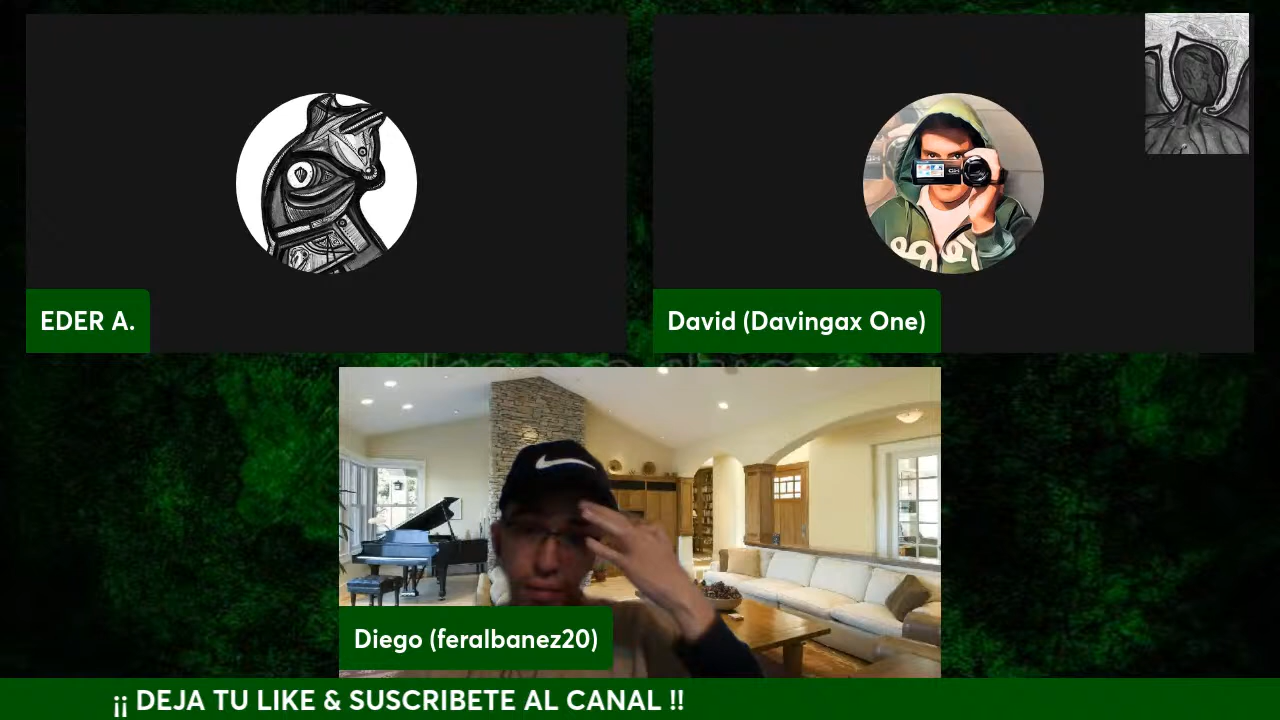 EDER A.
David (Davingax One)
Diego (feralbanez20)
¡¡ DEJA TU LIKE & SUSCRIBETE AL CANAL !!